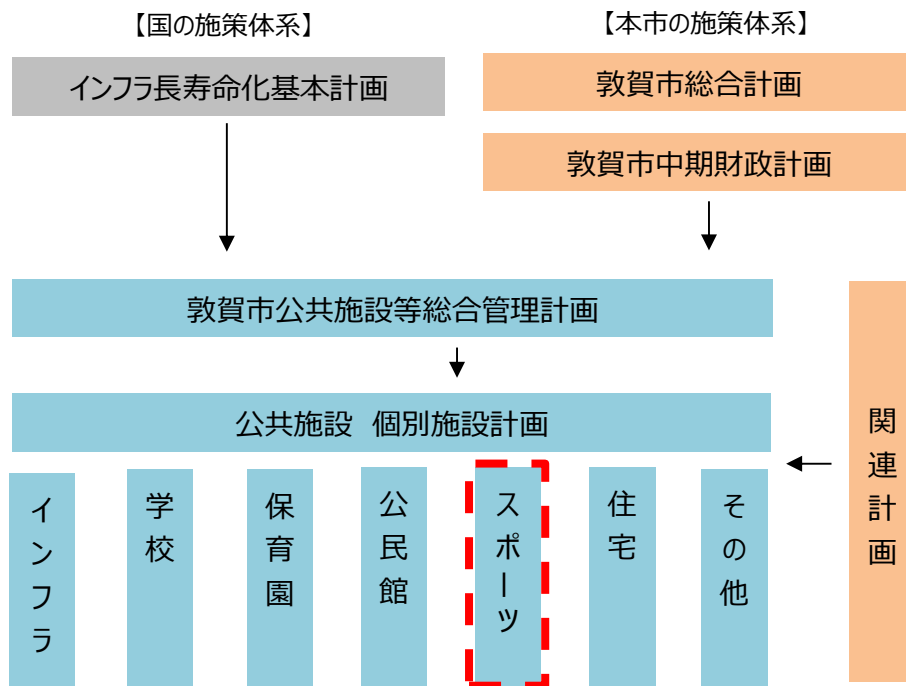 【国の施策体系】
【本市の施策体系】
インフラ長寿命化基本計画
敦賀市総合計画
敦賀市中期財政計画
敦賀市公共施設等総合管理計画
公共施設 個別施設計画
関連計画
インフラ
学校
保育園
公民館
スポーツ
住宅
その他